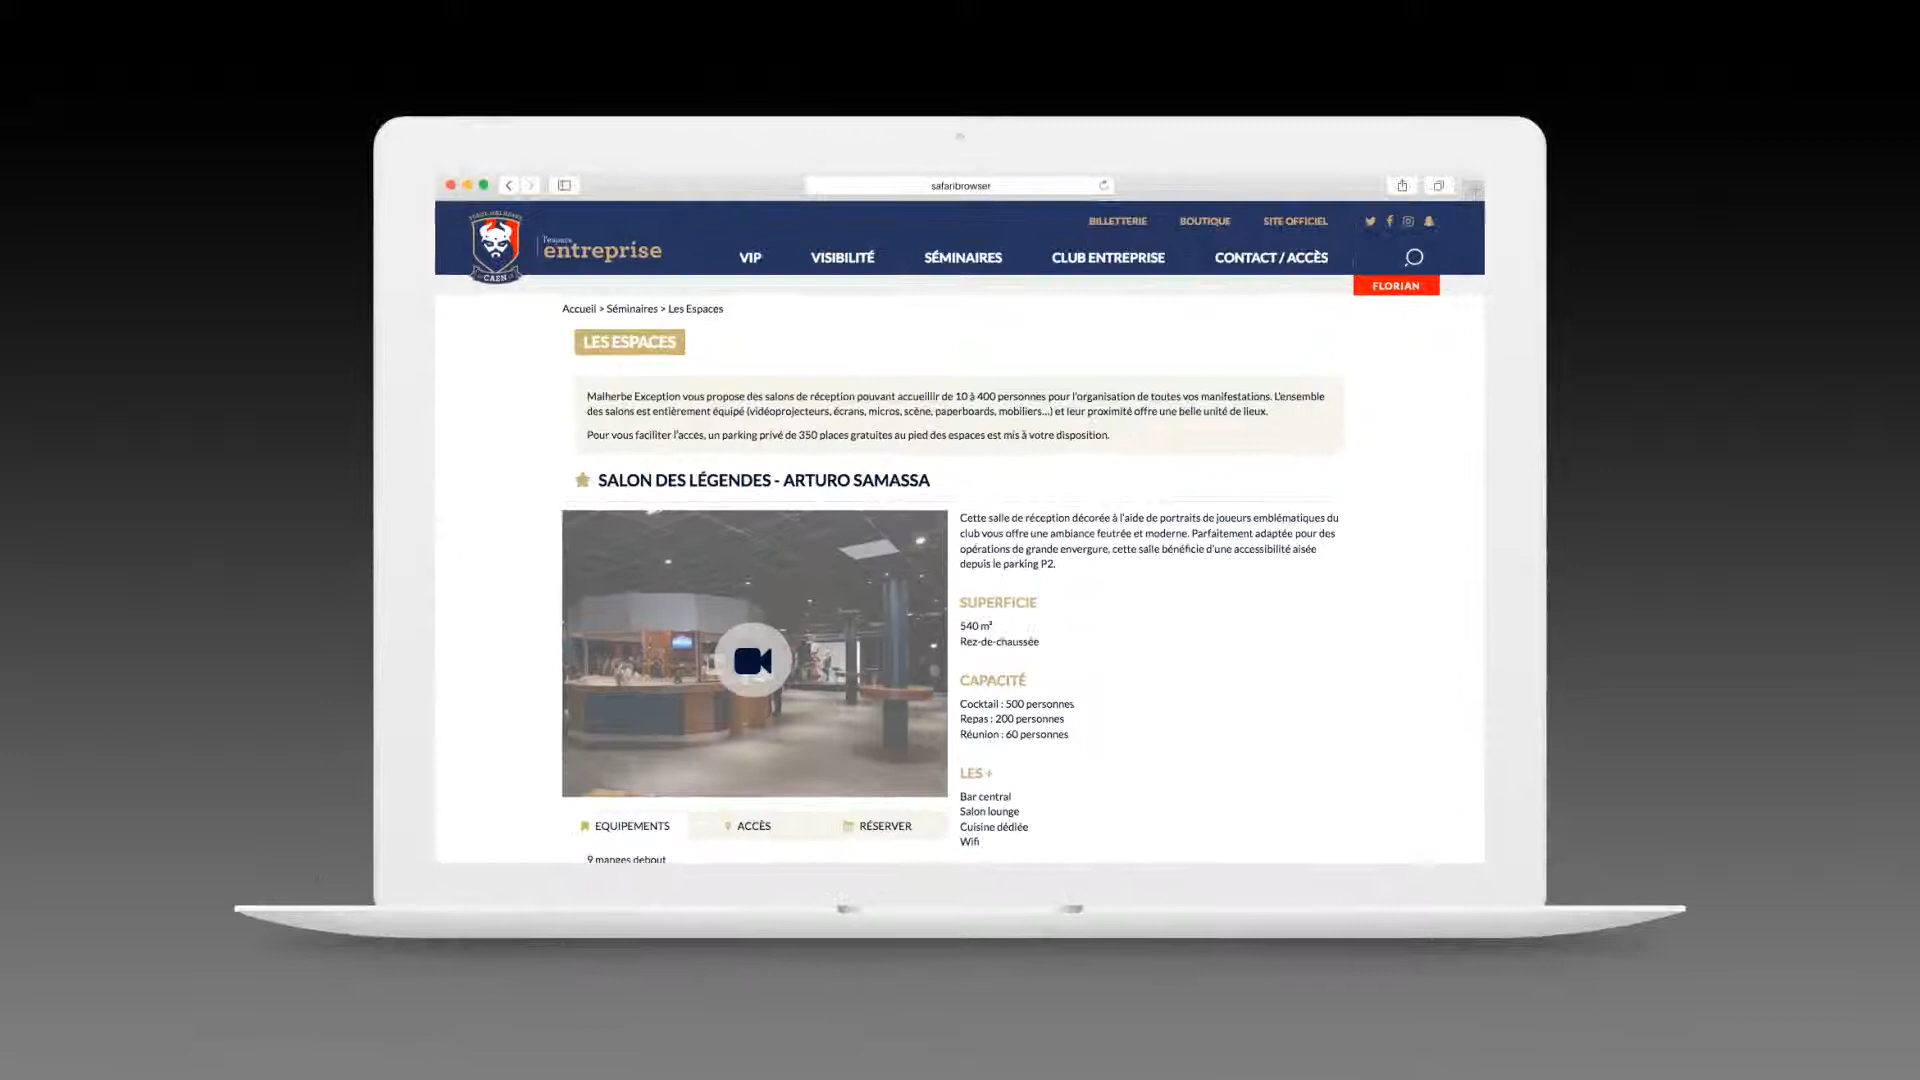 safaribrowser
BILLETTERIE BOUTIQUE SITE OFFICIEL
CAEN
l'espace
entreprise
VIP VISIBILITÉ SÉMINAIRES CLUB ENTREPRISE CONTACT / ACCÈS
FLORIAN
Accueil > Séminaires > Les Espaces
LES ESPACES
Malherbe Exception vous propose des salons de réception pouvant accueillir de 10 à 400 personnes pour l'organisation de toutes vos manifestations. L'ensemble
des salons est entièrement équipé (vidéoprojecteurs, écrans, micros, scène, paperboards, mobiliers...) et leur proximité offre une belle unité de lieux.
Pour vous faciliter l'accès, un parking privé de 350 places gratuites au pied des espaces est mis à votre disposition.
SALON DES LÉGENDES - ARTURO SAMASSA
Cette salle de réception décorée à l'aide de portraits de joueurs emblématiques du
club vous offre une ambiance feutrée et moderne. Parfaitement adaptée pour des
opérations de grande envergure, cette salle bénéficie d'une accessibilité aisée
depuis le parking P2.
SUPERFICIE
540 m²
Rez-de-chaussée
CAPACITÉ
Cocktail : 500 personnes
Repas : 200 personnes
Réunion : 60 personnes
LES +
Bar central
Salon lounge
Cuisine dédiée
Wifi
EQUIPEMENTS ACCÈS RÉSERVER
9 manges debout